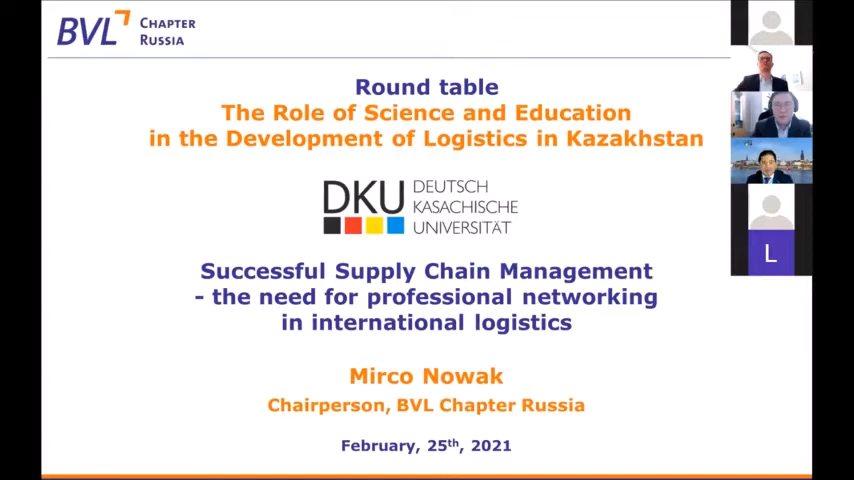 BVL CHAPTER
RUSSIA
Round table
The Role of Science and Education
in the Development of Logistics in Kazakhstan
DKU DEUTSCH
KASACHISCHE
UNIVERSITÄT
Successful Supply Chain Management
- the need for professional networking
in international logistics
Mirco Nowak
Chairperson, BVL Chapter Russia
February, 25th, 2021
L